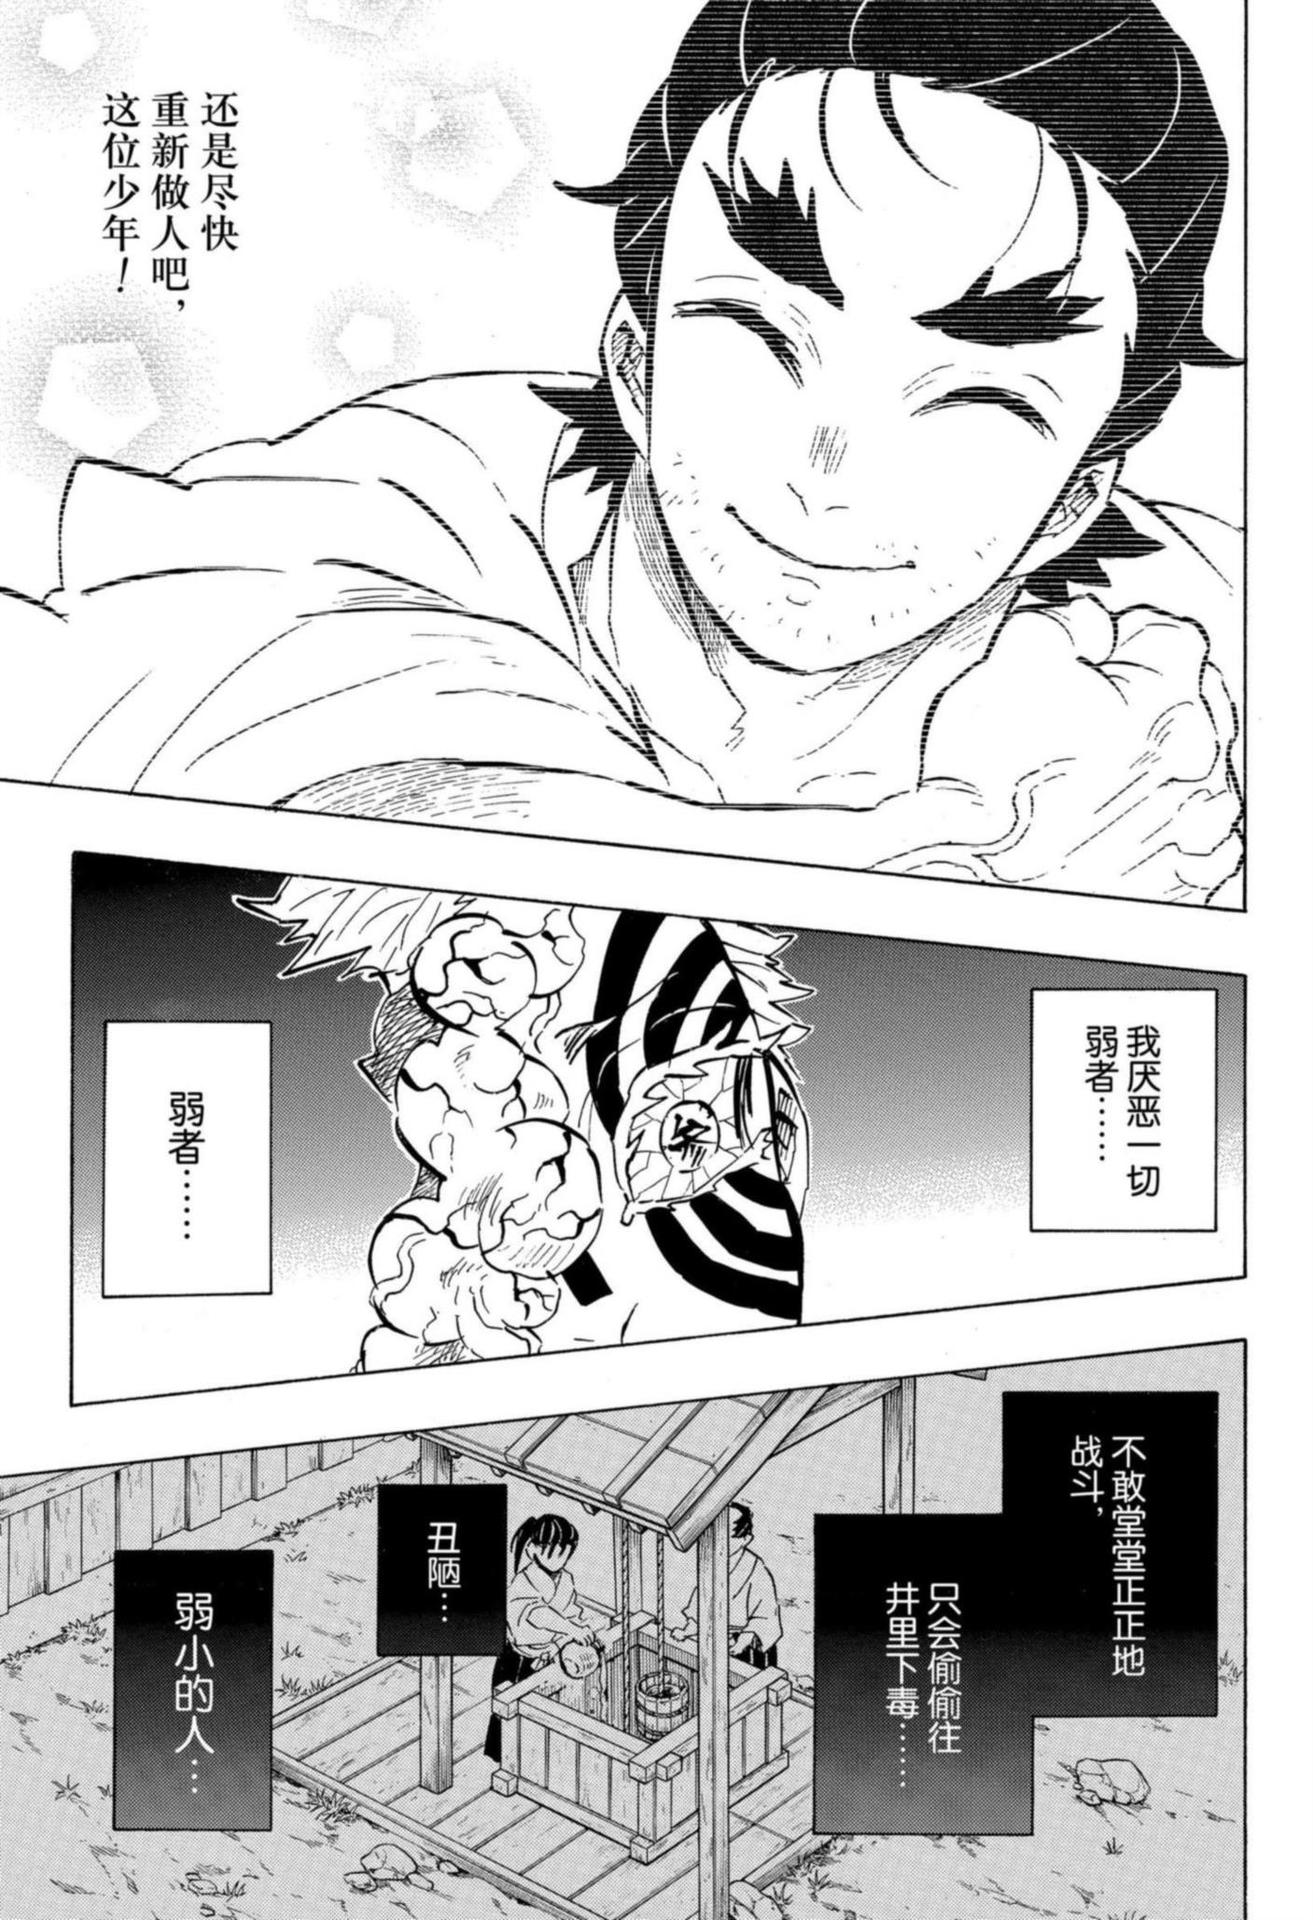 还是尽快
重新做人吧，
这位少年！
我厌恶一切
弱者……
弱者……
不敢堂堂正正地
战斗，
只会偷偷往
井里下毒……
丑陋…
弱小的人…